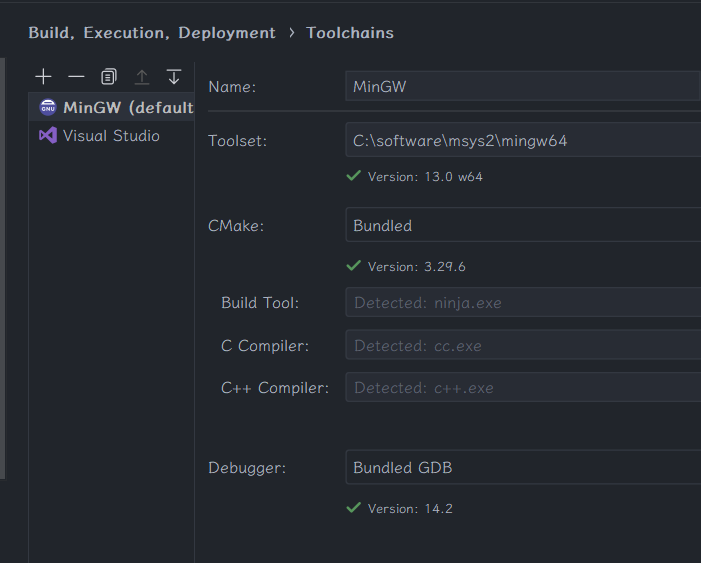 Build, Execution, Deployment › Toolchains
Name: MinGW
GNU MinGW (default
Visual Studio
Toolset: C:\software\msys2\mingw64
Version: 13.0 w64
CMake: Bundled
Version: 3.29.6
Build Tool: Detected: ninja.exe
C Compiler: Detected: cc.exe
C++ Compiler: Detected: c++.exe
Debugger: Bundled GDB
Version: 14.2